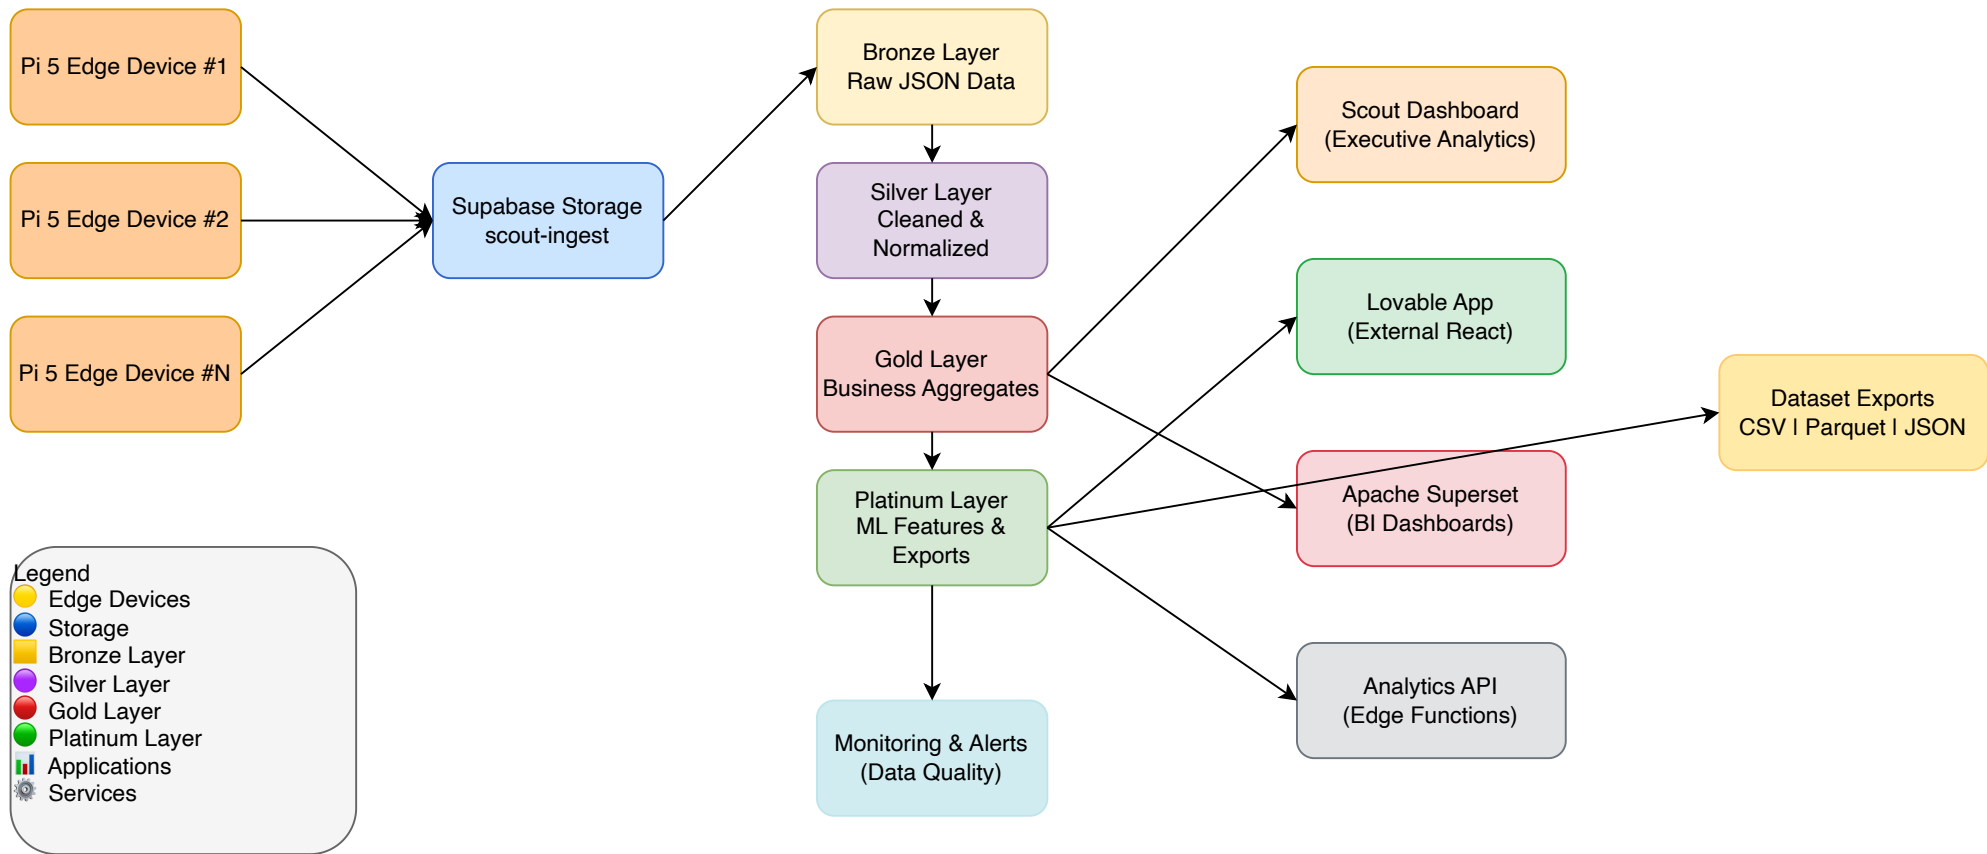 Pi 5 Edge Device #1
Pi 5 Edge Device #2
Pi 5 Edge Device #N
Supabase Storage
scout-ingest
Bronze Layer
Raw JSON Data
Silver Layer
Cleaned &
Normalized
Gold Layer
Business Aggregates
Platinum Layer
ML Features &
Exports
Monitoring & Alerts
(Data Quality)
Scout Dashboard
(Executive Analytics)
Lovable App
(External React)
Apache Superset
(BI Dashboards)
Analytics API
(Edge Functions)
Dataset Exports
CSV | Parquet | JSON
Legend
Edge Devices
Storage
Bronze Layer
Silver Layer
Gold Layer
Platinum Layer
Applications
Services